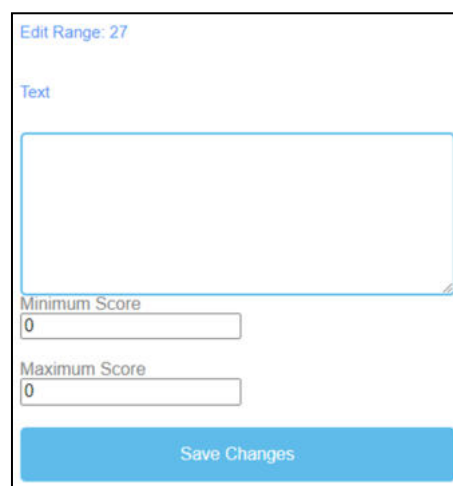 Edit Range: 27
Text
Minimum Score
0
Maximum Score
0
Save Changes